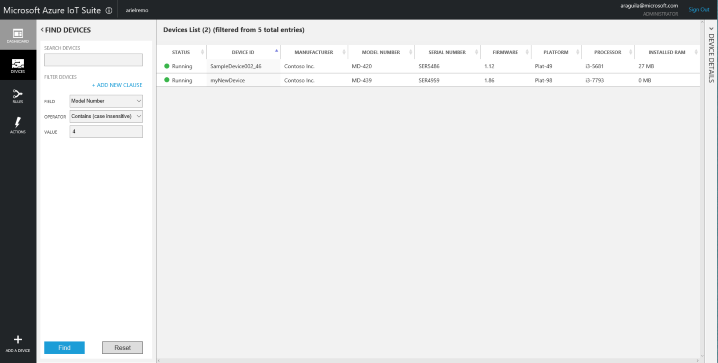 Microsoft Azure IoT Suite
arielremo
araguila@microsoft.com
ADMINISTRATOR
Sign Out
DASHBOARD
DEVICES
RULES
ACTIONS
ADD A DEVICE
FIND DEVICES
SEARCH DEVICES
FILTER DEVICES
+ ADD NEW CLAUSE
FIELD Model Number
OPERATOR Contains (case insensitive)
VALUE 4
Find Reset
Devices List (2) (filtered from 5 total entries)
STATUS DEVICE ID MANUFACTURER MODEL NUMBER SERIAL NUMBER FIRMWARE PLATFORM PROCESSOR INSTALLED RAM
Running SampleDevice002_46 Contoso Inc. MD-420 SER5486 1.12 Plat-49 i3-5681 27 MB
Running myNewDevice Contoso Inc. MD-439 SER4959 1.86 Plat-98 i3-7793 0 MB
DEVICE DETAILS